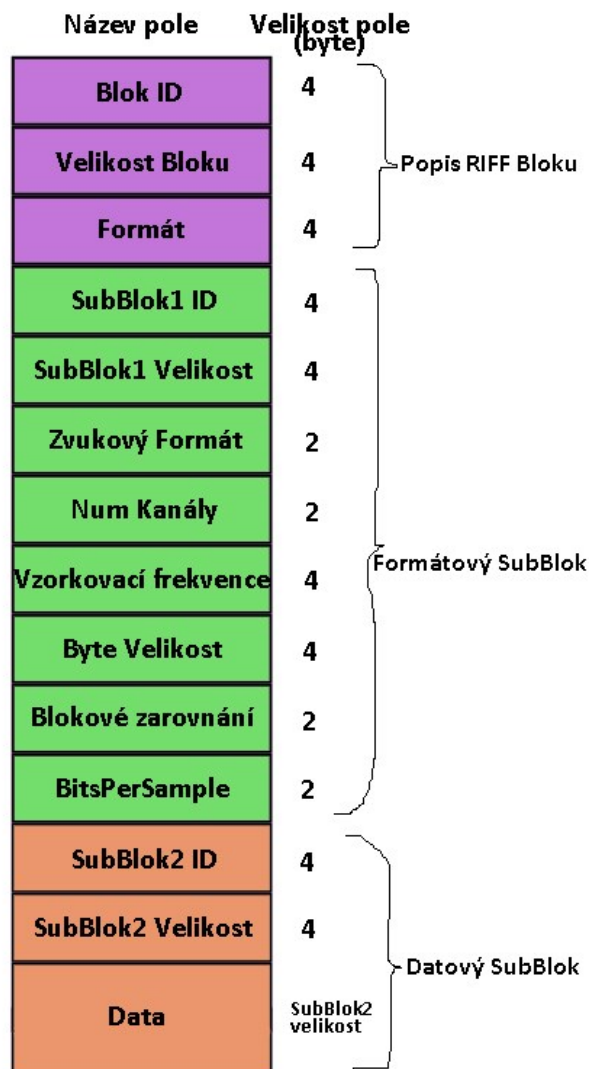 Název pole Velikost pole
(byte)
Blok ID 4
Velikost Bloku 4 Popis RIFF Bloku
Formát 4
SubBlok1 ID 4
SubBlok1 Velikost 4
Zvukový Formát 2
Num Kanály 2
Formátový SubBlok
Vzorkovací frekvence 4
Byte Velikost 4
Blokové zarovnání 2
BitsPerSample 2
SubBlok2 ID 4
SubBlok2 Velikost 4
Datový SubBlok
Data SubBlok2
velikost